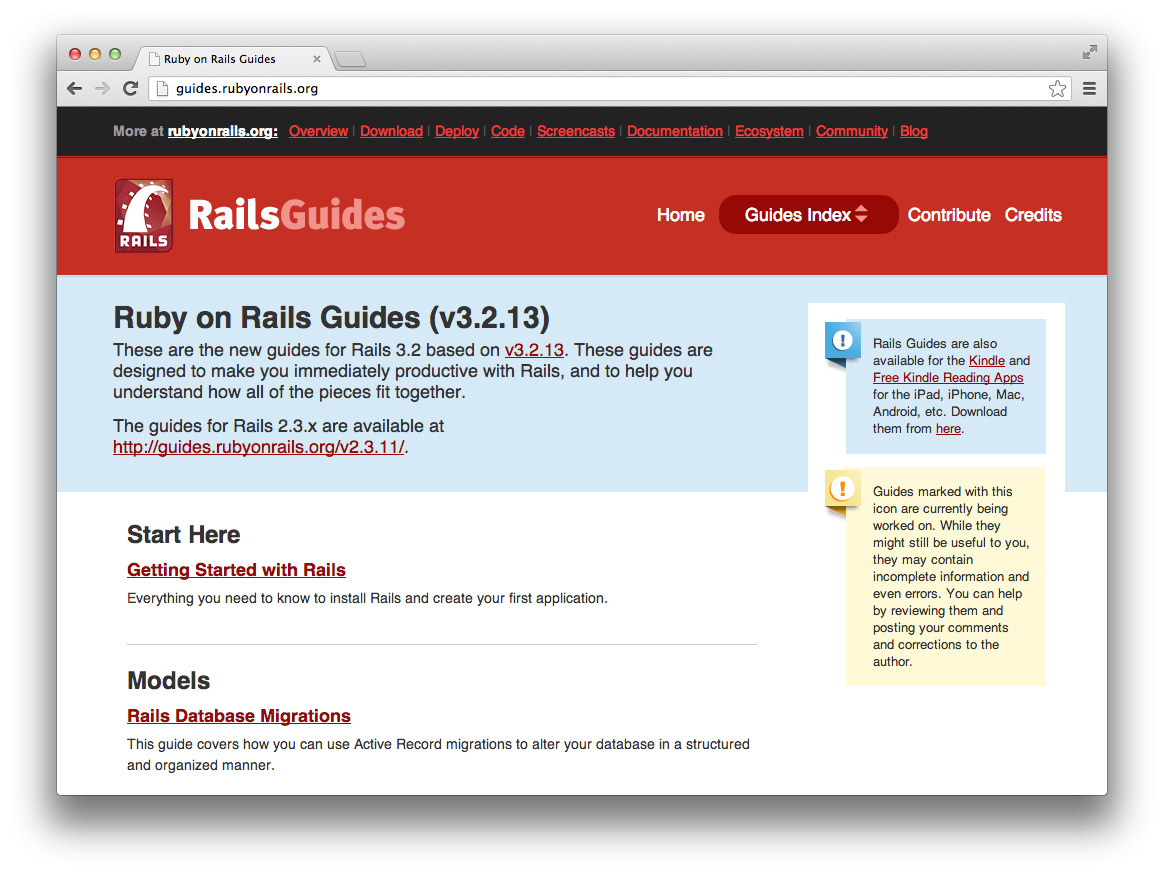 Ruby on Rails Guides
guides.rubyonrails.org
More at rubyonrails.org: Overview | Download | Deploy | Code | Screencasts | Documentation | Ecosystem | Community | Blog
RAILS
RailsGuides
Home Guides Index Contribute Credits
Ruby on Rails Guides (v3.2.13)
These are the new guides for Rails 3.2 based on v3.2.13. These guides are
designed to make you immediately productive with Rails, and to help you
understand how all of the pieces fit together.
The guides for Rails 2.3.x are available at
http://guides.rubyonrails.org/v2.3.11/.
Rails Guides are also
available for the Kindle and
Free Kindle Reading Apps
for the iPad, iPhone, Mac,
Android, etc. Download
them from here.
Guides marked with this
icon are currently being
worked on. While they
might still be useful to you,
they may contain
incomplete information and
even errors. You can help
by reviewing them and
posting your comments
and corrections to the
author.
Start Here
Getting Started with Rails
Everything you need to know to install Rails and create your first application.
Models
Rails Database Migrations
This guide covers how you can use Active Record migrations to alter your database in a structured
and organized manner.